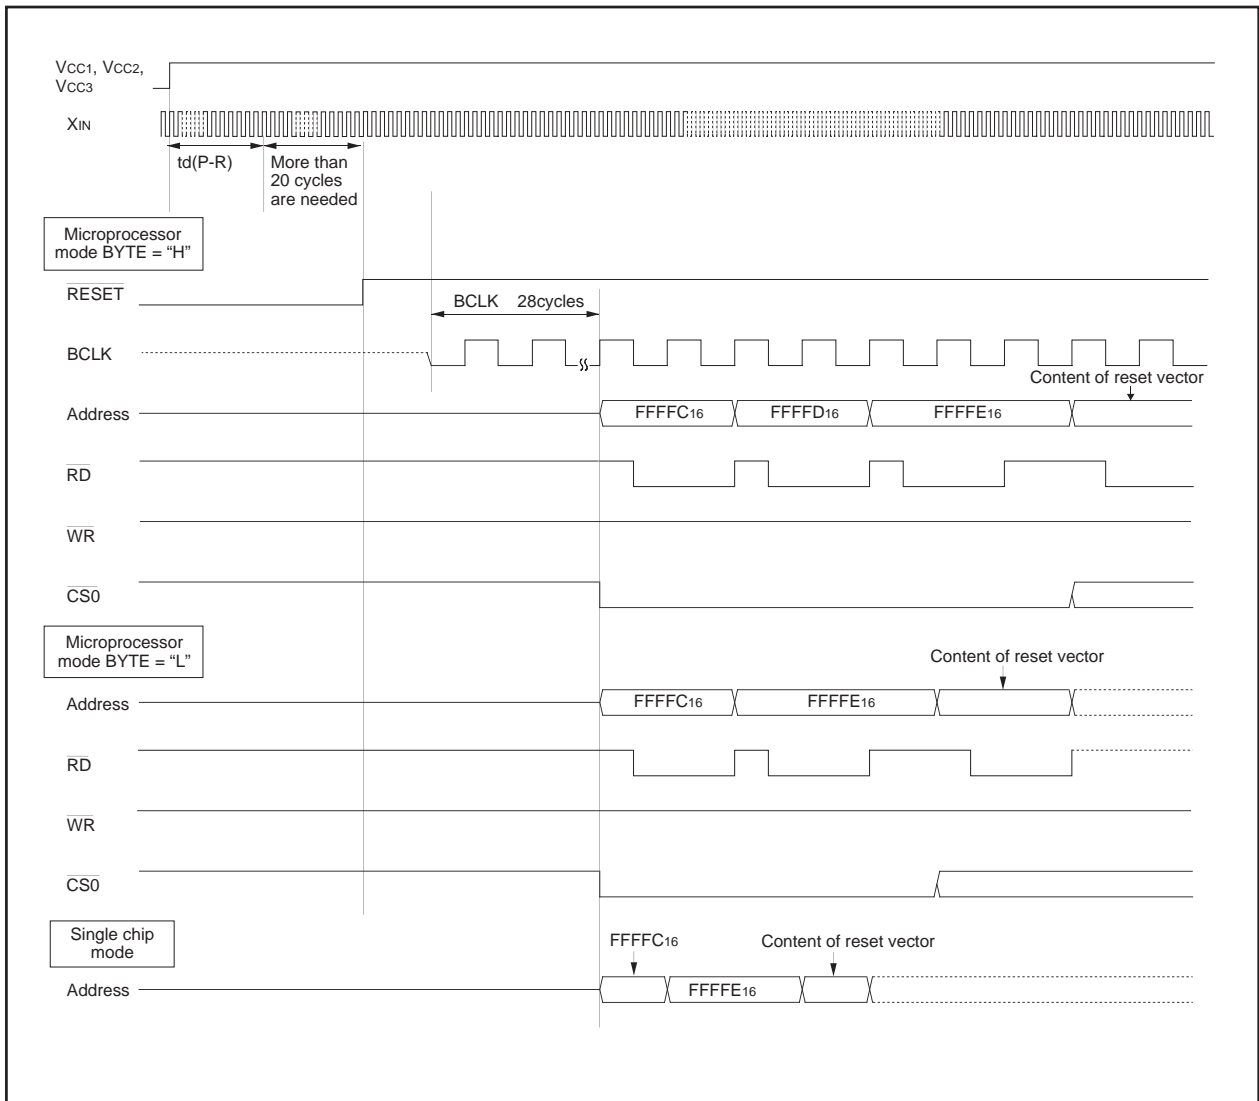 VCC1, VCC2,
VCC3
XIN
td(P-R)
More than
20 cycles
are needed
Microprocessor
mode BYTE = “H”
RESET
BCLK 28cycles
BCLK
Content of reset vector
Address
FFFFC16
FFFFD16
FFFFE16
RD
WR
CS0
Microprocessor
mode BYTE = “L”
Content of reset vector
Address
FFFFC16
FFFFE16
RD
WR
CS0
Single chip
mode
FFFFC16
Content of reset vector
Address
FFFFE16